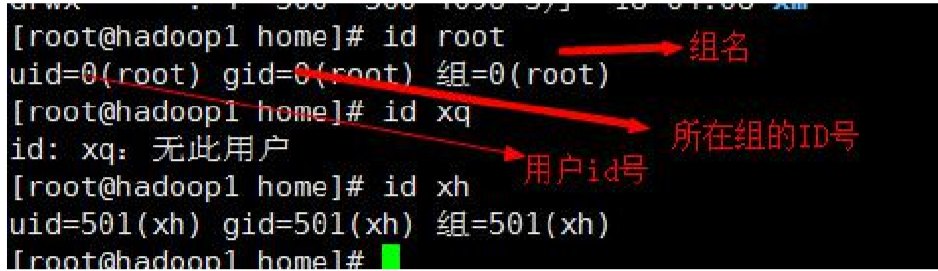 [root@hadoop1 home]# id root
组名
uid=0(root) gid=0(root) 组=0(root)
[root@hadoop1 home]# id xq
所在组的ID号
id: xq: 无此用户
用户id号
[root@hadoop1 home]# id xh
uid=501(xh) gid=501(xh) 组=501(xh)
[root@hadoop1 home]#